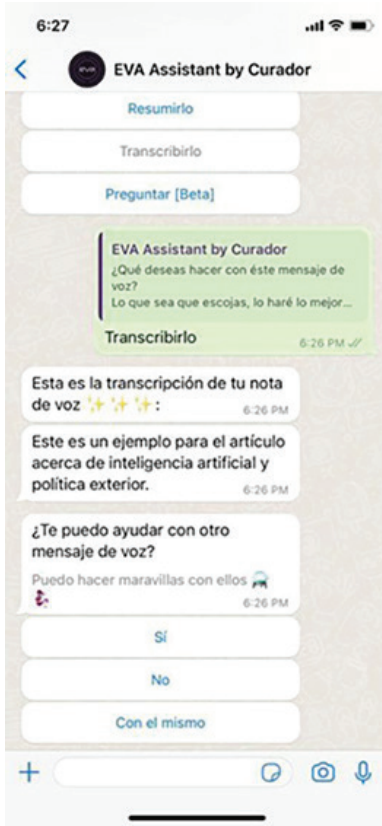 6:27
EVA Assistant by Curador
Resumirlo
Transcribirlo
Preguntar [Beta]
EVA Assistant by Curador
¿Qué deseas hacer con éste mensaje de
voz?
Lo que sea que escojas, lo haré lo mejor...
Transcribirlo
6:26 PM
Esta es la transcripción de tu nota
de voz ✨✨✨:
6:26 PM
Este es un ejemplo para el artículo
acerca de inteligencia artificial y
política exterior.
6:26 PM
¿Te puedo ayudar con otro
mensaje de voz?
Puedo hacer maravillas con ellos
6:26 PM
Sí
No
Con el mismo